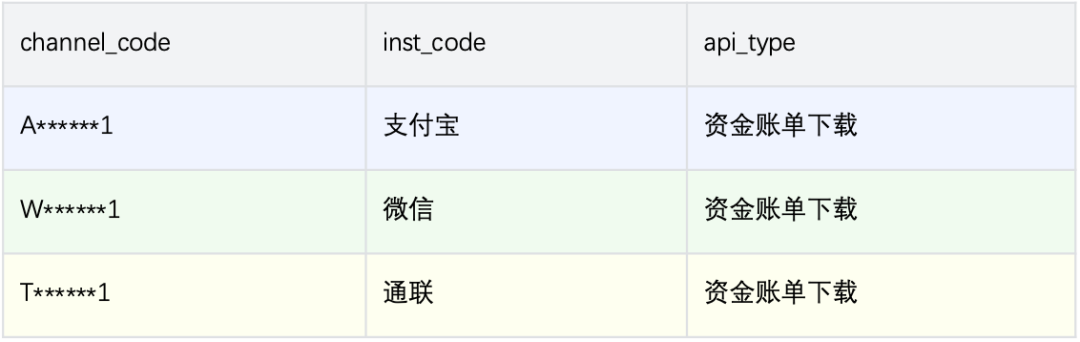 channel_code inst_code api_type
A******1 支付宝 资金账单下载
W******1 微信 资金账单下载
T******1 通联 资金账单下载